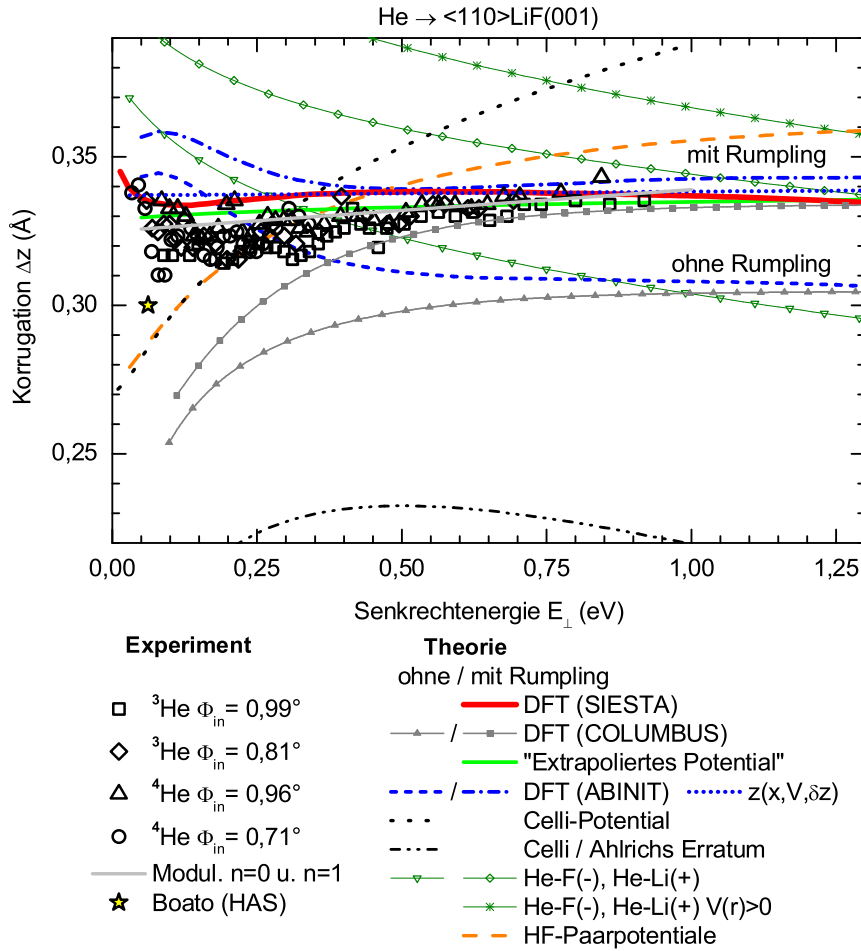 He → <110>LiF(001)
0,35
0,30
0,25
Korrugation Δz (Å)
mit Rumpling
ohne Rumpling
0,00 0,25 0,50 0,75 1,00 1,25
Senkrechtenergie E⊥ (eV)
Experiment
³He Φin= 0,99°
³He Φin= 0,81°
⁴He Φin= 0,96°
⁴He Φin= 0,71°
Modul. n=0 u. n=1
Boato (HAS)
Theorie
ohne / mit Rumpling
DFT (SIESTA)
/ DFT (COLUMBUS)
"Extrapoliertes Potential"
/ DFT (ABINIT) z(x,V,δz)
Celli-Potential
Celli / Ahlrichs Erratum
He-F(-), He-Li(+)
He-F(-), He-Li(+) V(r)>0
HF-Paarpotentiale